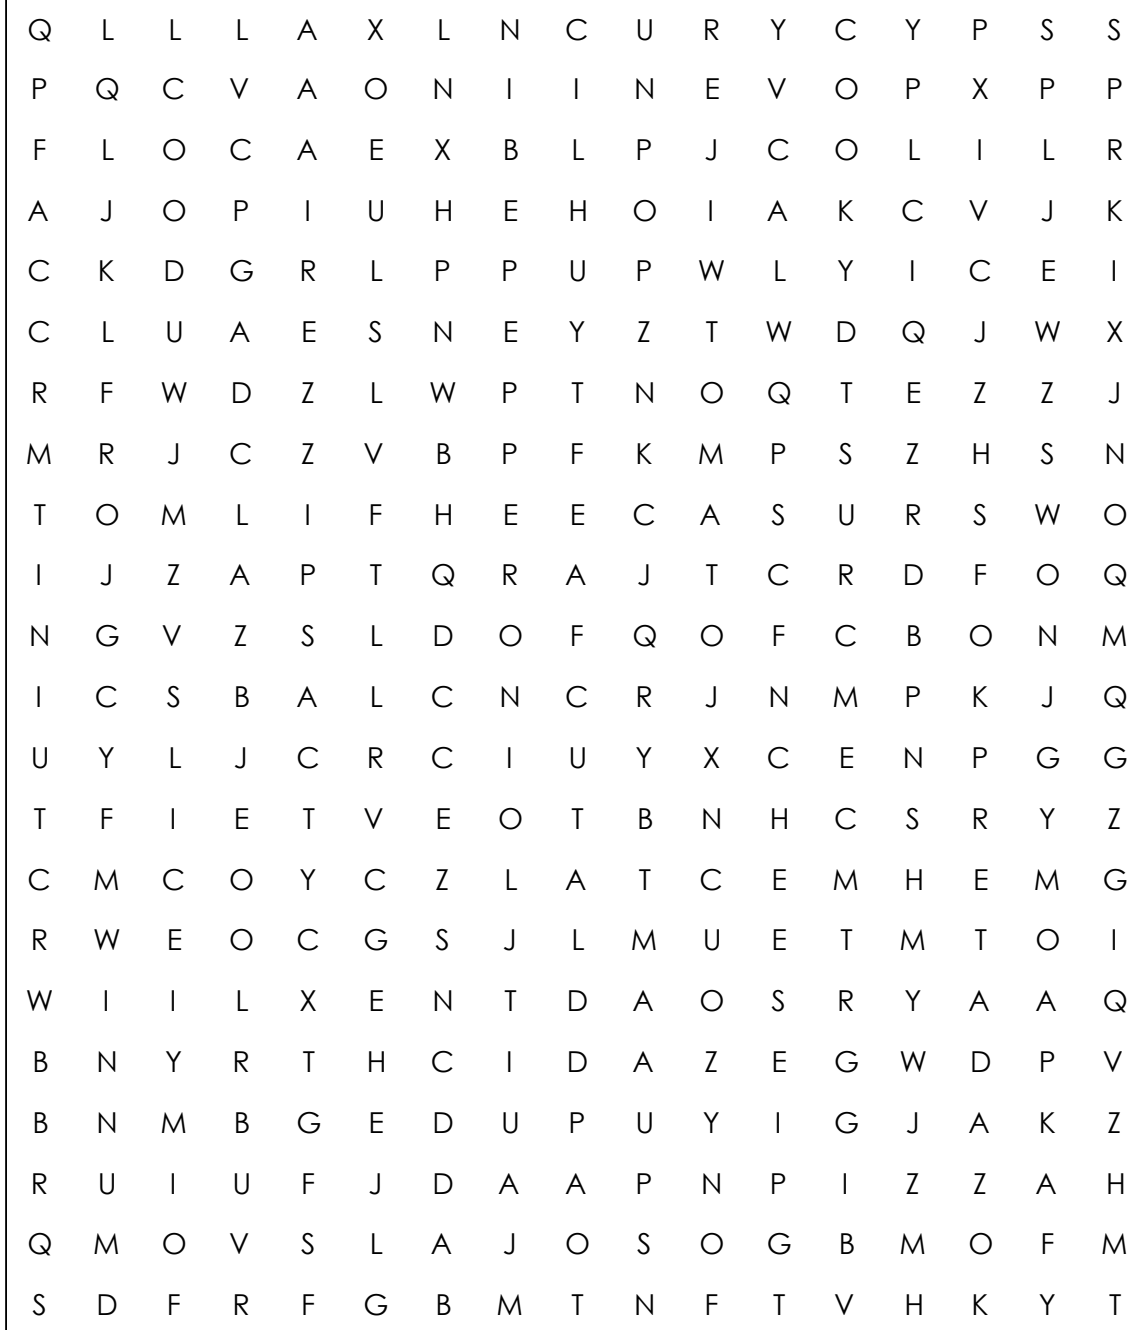 Q L L L A X L N C U R Y C Y P S S
P Q C V A O N I I N E V O P X P P
F L O C A E X B L P J C O L I L R
A J O P I U H E H O I A K C V J K
C K D G R L P P U P W L Y I C E I
C L U A E S N E Y Z T W D Q J W X
R F W D Z L W P T N O Q T E Z Z J
M R J C Z V B P F K M P S Z H S N
T O M L I F H E E C A S U R S W O
I J Z A P T Q R A J T C R D F O Q
N G V Z S L D O F Q O F C B O N M
I C S B A L C N C R J N M P K J Q
U Y L J C R C I U Y X C E N P G G
T F I E T V E O T B N H C S R Y Z
C M C O Y C Z L A T C E M H E M G
R W E O C G S J L M U E T M T O I
W I I L X E N T D A O S R Y A A Q
B N Y R T H C I D A Z E G W D P V
B N M B G E D U P U Y I G J A K Z
R U I U F J D A A P N P I Z Z A H
Q M O V S L A J O S O G B M O F M
S D F R F G B M T N F T V H K Y T